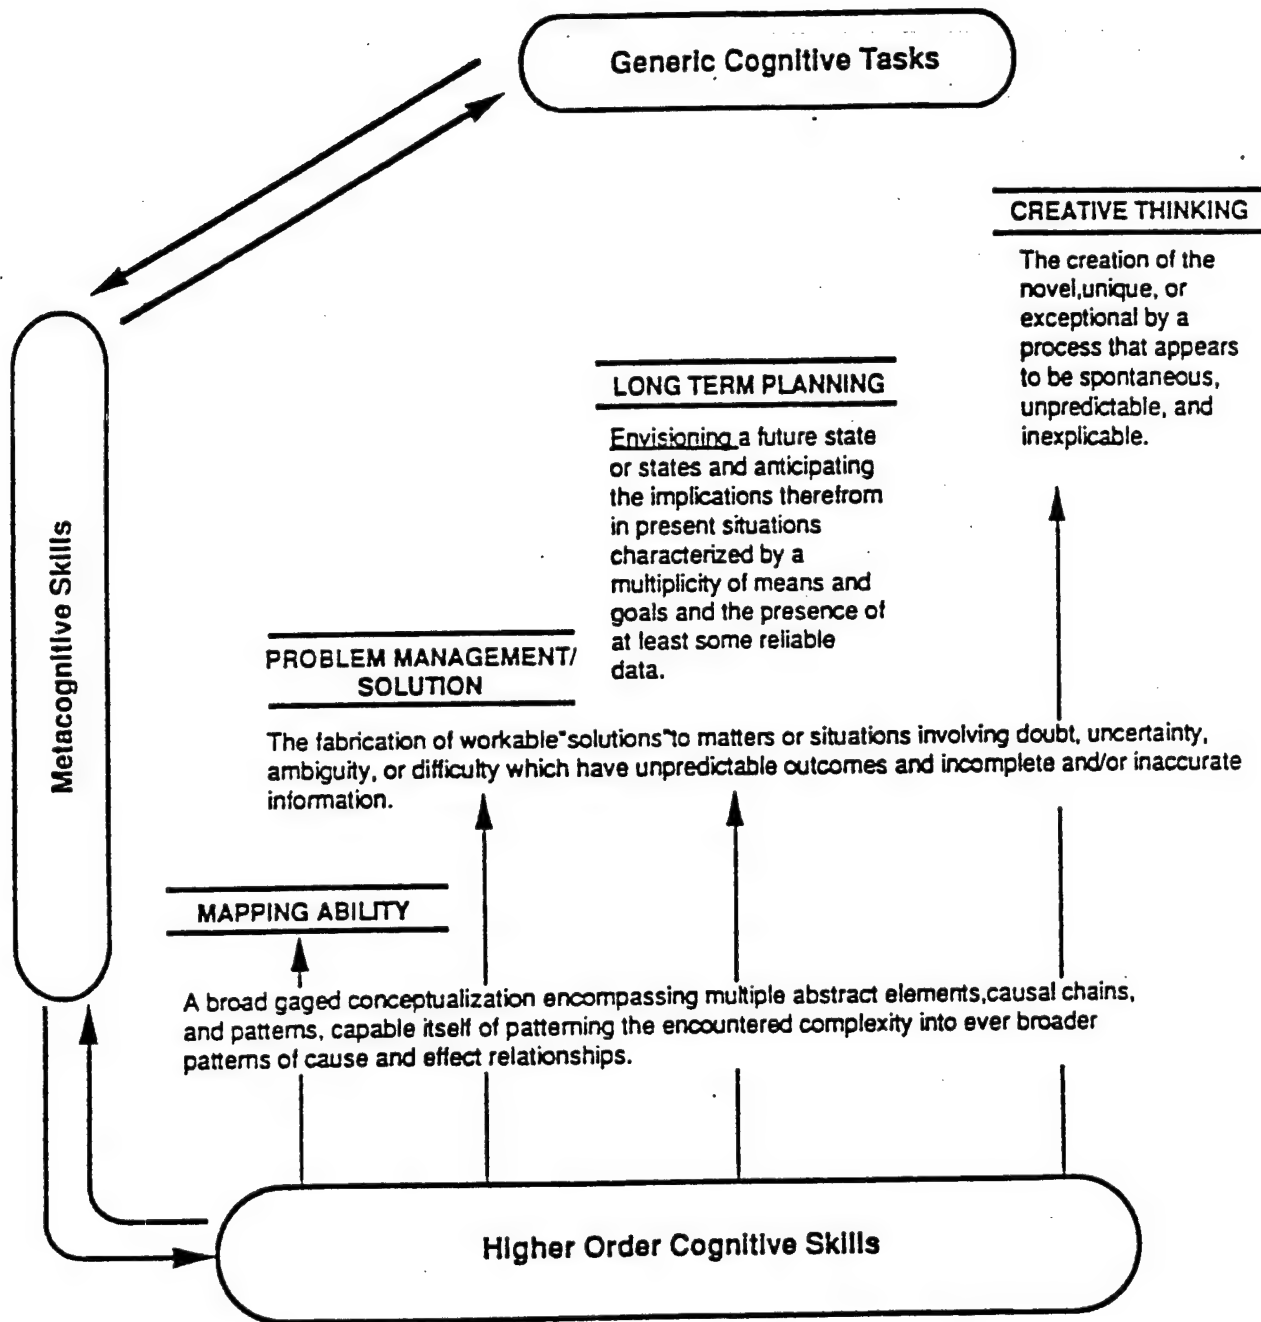 Generic Cognitive Tasks
CREATIVE THINKING
The creation of the
novel,unique, or
exceptional by a
process that appears
to be spontaneous,
unpredictable, and
inexplicable.
LONG TERM PLANNING
Envisioning a future state
or states and anticipating
the implications therefrom
in present situations
characterized by a
multiplicity of means and
goals and the presence of
at least some reliable
data.
Metacognitive Skills
PROBLEM MANAGEMENT/
SOLUTION
The fabrication of workable"solutions"to matters or situations involving doubt, uncertainty,
ambiguity, or difficulty which have unpredictable outcomes and incomplete and/or inaccurate
information.
MAPPING ABILITY
A broad gaged conceptualization encompassing multiple abstract elements,causal chains,
and patterns, capable itself of patterning the encountered complexity into ever broader
patterns of cause and effect relationships.
Higher Order Cognitive Skills